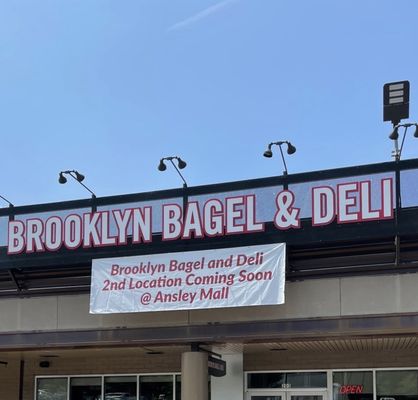 BROOKLYN BAGEL & DELI
Brooklyn Bagel and Deli
2nd Location Coming Soon
@ Ansley Mall
OPEN